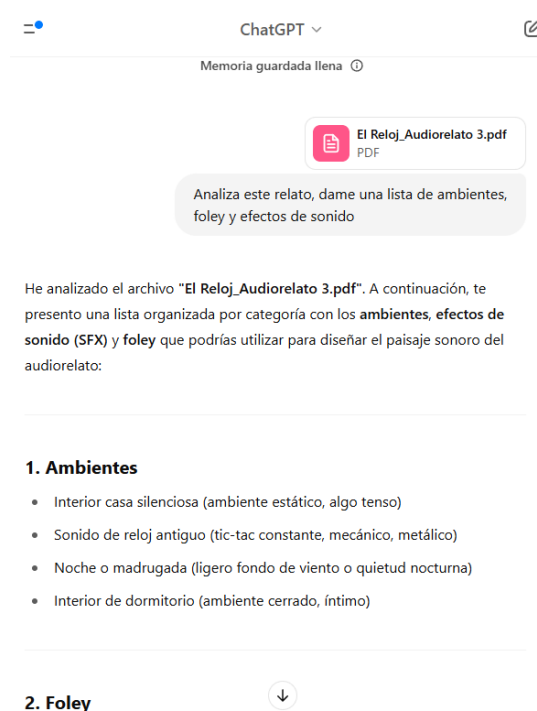 ChatGPT
Memoria guardada llena
El Reloj_Audiorelato 3.pdf
PDF
Analiza este relato, dame una lista de ambientes,
foley y efectos de sonido
He analizado el archivo "El Reloj_Audiorelato 3.pdf". A continuación, te
presento una lista organizada por categoría con los ambientes, efectos de
sonido (SFX) y foley que podrías utilizar para diseñar el paisaje sonoro del
audiorelato:
1. Ambientes
• Interior casa silenciosa (ambiente estático, algo tenso)
• Sonido de reloj antiguo (tic-tac constante, mecánico, metálico)
• Noche o madrugada (ligero fondo de viento o quietud nocturna)
• Interior de dormitorio (ambiente cerrado, íntimo)
2. Foley